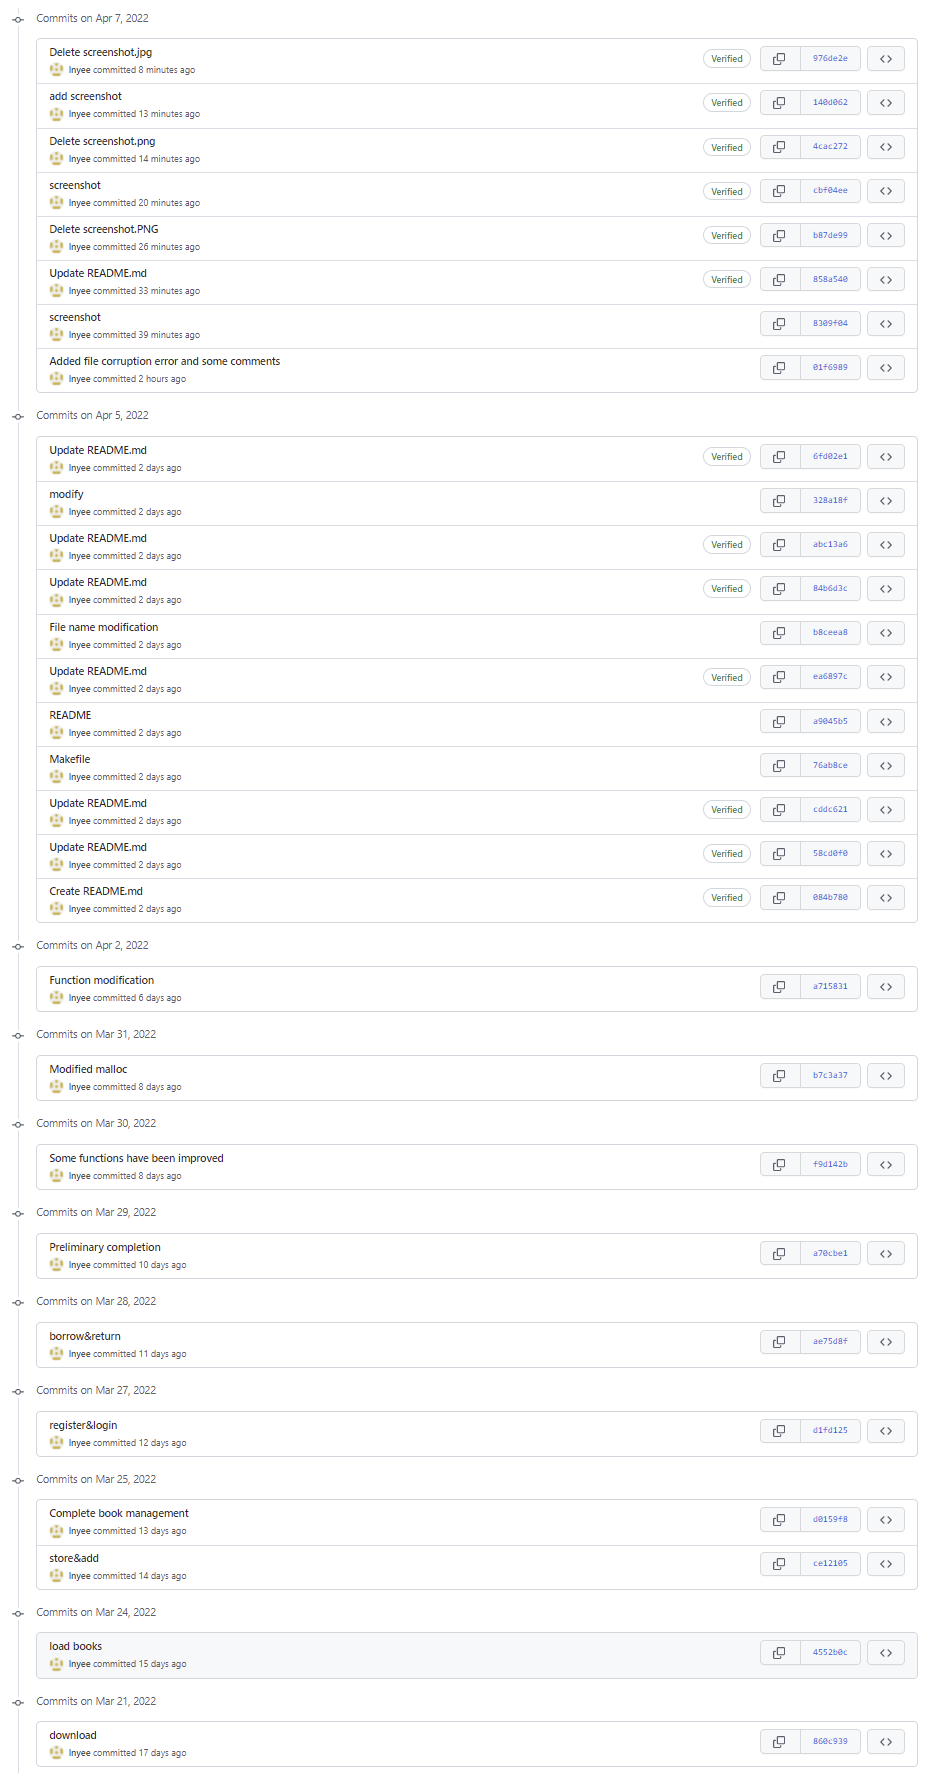 Commits on Apr 7, 2022
Delete screenshot.jpg
Inyee committed 8 minutes ago
Verified
976de2e
add screenshot
Inyee committed 13 minutes ago
Verified
140d062
Delete screenshot.png
Inyee committed 14 minutes ago
Verified
4cac272
screenshot
Inyee committed 20 minutes ago
Verified
cbf04ee
Delete screenshot.PNG
Inyee committed 26 minutes ago
Verified
b87de99
Update README.md
Inyee committed 33 minutes ago
Verified
858a540
screenshot
Inyee committed 39 minutes ago
8309f04
Added file corruption error and some comments
Inyee committed 2 hours ago
01f6989
Commits on Apr 5, 2022
Update README.md
Inyee committed 2 days ago
Verified
6fd02e1
modify
Inyee committed 2 days ago
328a18f
Update README.md
Inyee committed 2 days ago
Verified
abc13a6
Update README.md
Inyee committed 2 days ago
Verified
84b6d3c
File name modification
Inyee committed 2 days ago
b8ceea8
Update README.md
Inyee committed 2 days ago
Verified
ea6897c
README
Inyee committed 2 days ago
a9045b5
Makefile
Inyee committed 2 days ago
76ab8ce
Update README.md
Inyee committed 2 days ago
Verified
cddc621
Update README.md
Inyee committed 2 days ago
Verified
58cd0f0
Create README.md
Inyee committed 2 days ago
Verified
084b780
Commits on Apr 2, 2022
Function modification
Inyee committed 6 days ago
a715831
Commits on Mar 31, 2022
Modified malloc
Inyee committed 8 days ago
b7c3a37
Commits on Mar 30, 2022
Some functions have been improved
Inyee committed 8 days ago
f9d142b
Commits on Mar 29, 2022
Preliminary completion
Inyee committed 10 days ago
a70cbe1
Commits on Mar 28, 2022
borrow&return
Inyee committed 11 days ago
ae75d8f
Commits on Mar 27, 2022
register&login
Inyee committed 12 days ago
d1fd125
Commits on Mar 25, 2022
Complete book management
Inyee committed 13 days ago
d0159f8
store&add
Inyee committed 14 days ago
ce12105
Commits on Mar 24, 2022
load books
Inyee committed 15 days ago
4552b0c
Commits on Mar 21, 2022
download
Inyee committed 17 days ago
860c939